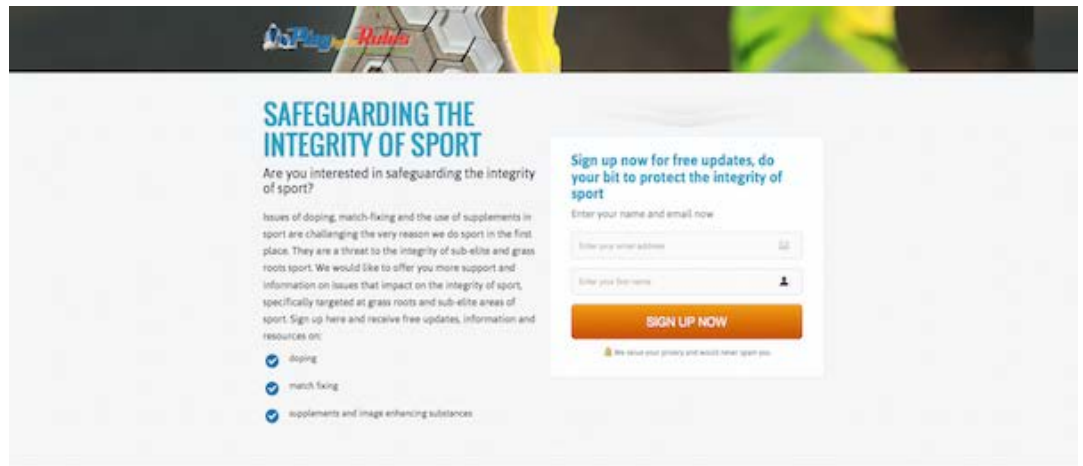 Play by the Rules
SAFEGUARDING THE
INTEGRITY OF SPORT
Are you interested in safeguarding the integrity
of sport?
Issues of doping, match-fixing and the use of supplements in
sport are challenging the very reason we do sport in the first
place. They are a threat to the integrity of sub-elite and grass
roots sport. We would like to offer you more support and
information on issues that impact on the integrity of sport,
specifically targeted at grass roots and sub-elite areas of
sport. Sign up here and receive free updates, information and
resources on:
doping
match fixing
supplements and image enhancing substances
Sign up now for free updates, do
your bit to protect the integrity of
sport
Enter your name and email now
Enter your email address
Enter your first name
SIGN UP NOW
We value your privacy and would never spam you